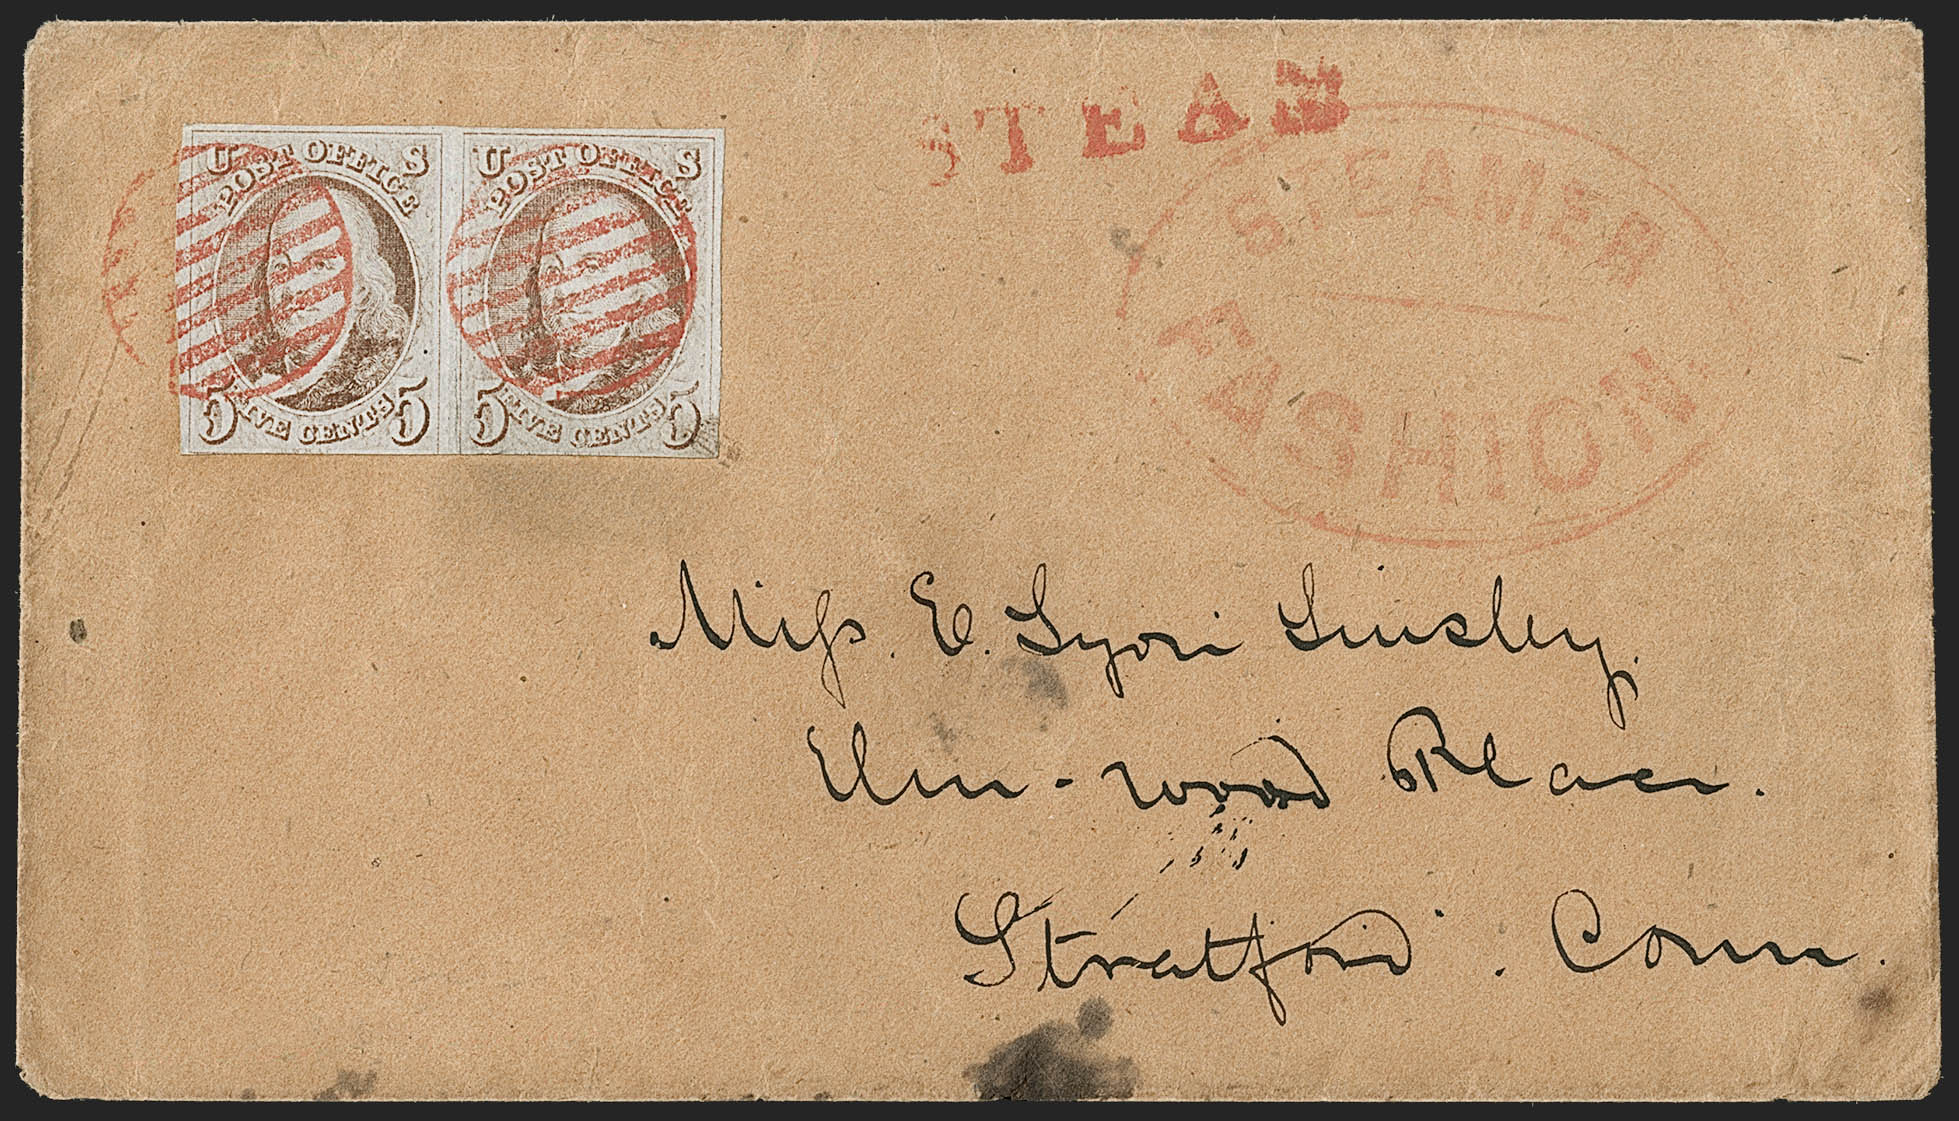 U S U S
POST OFFICE POST OFFICE
5 FIVE CENTS 5 5 FIVE CENTS 5
STEAM
STEAMER
FASHION
Miss. E. Lyon Linsley.
Elm-wood Place.
Stratford. Conn.